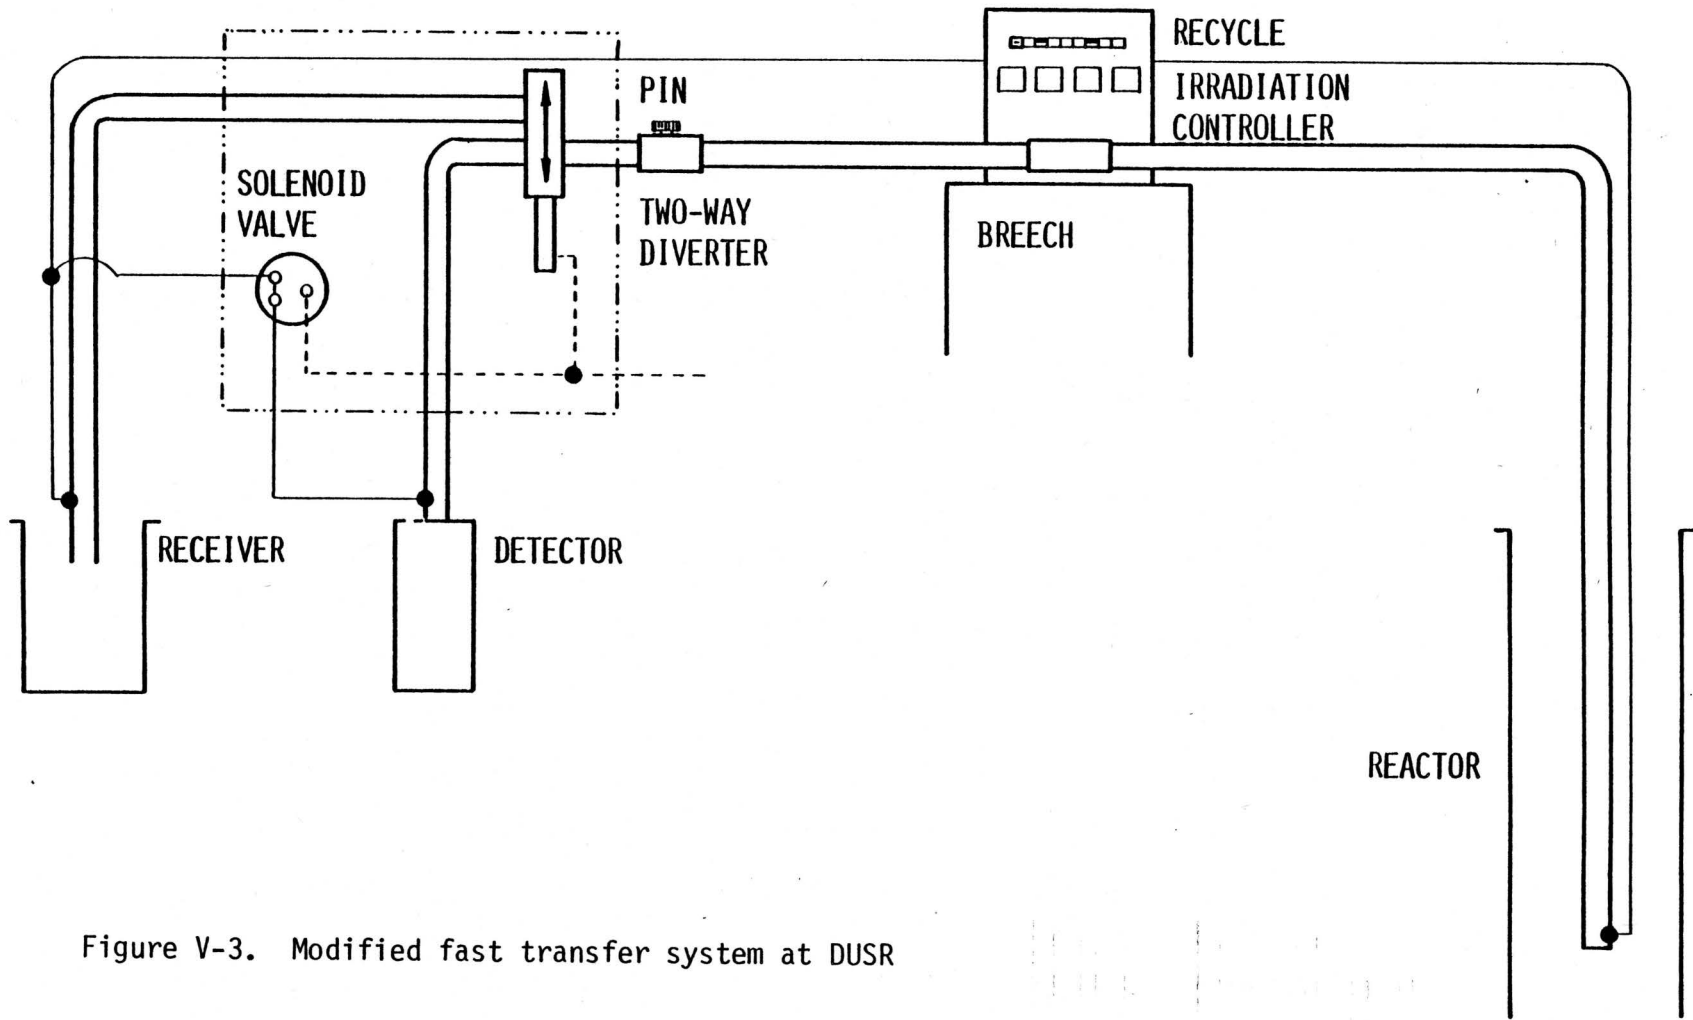 RECYCLE
PIN
IRRADIATION
CONTROLLER
SOLENOID
VALVE
TWO-WAY
DIVERTER
BREECH
RECEIVER
DETECTOR
REACTOR
Figure V-3. Modified fast transfer system at DUSR